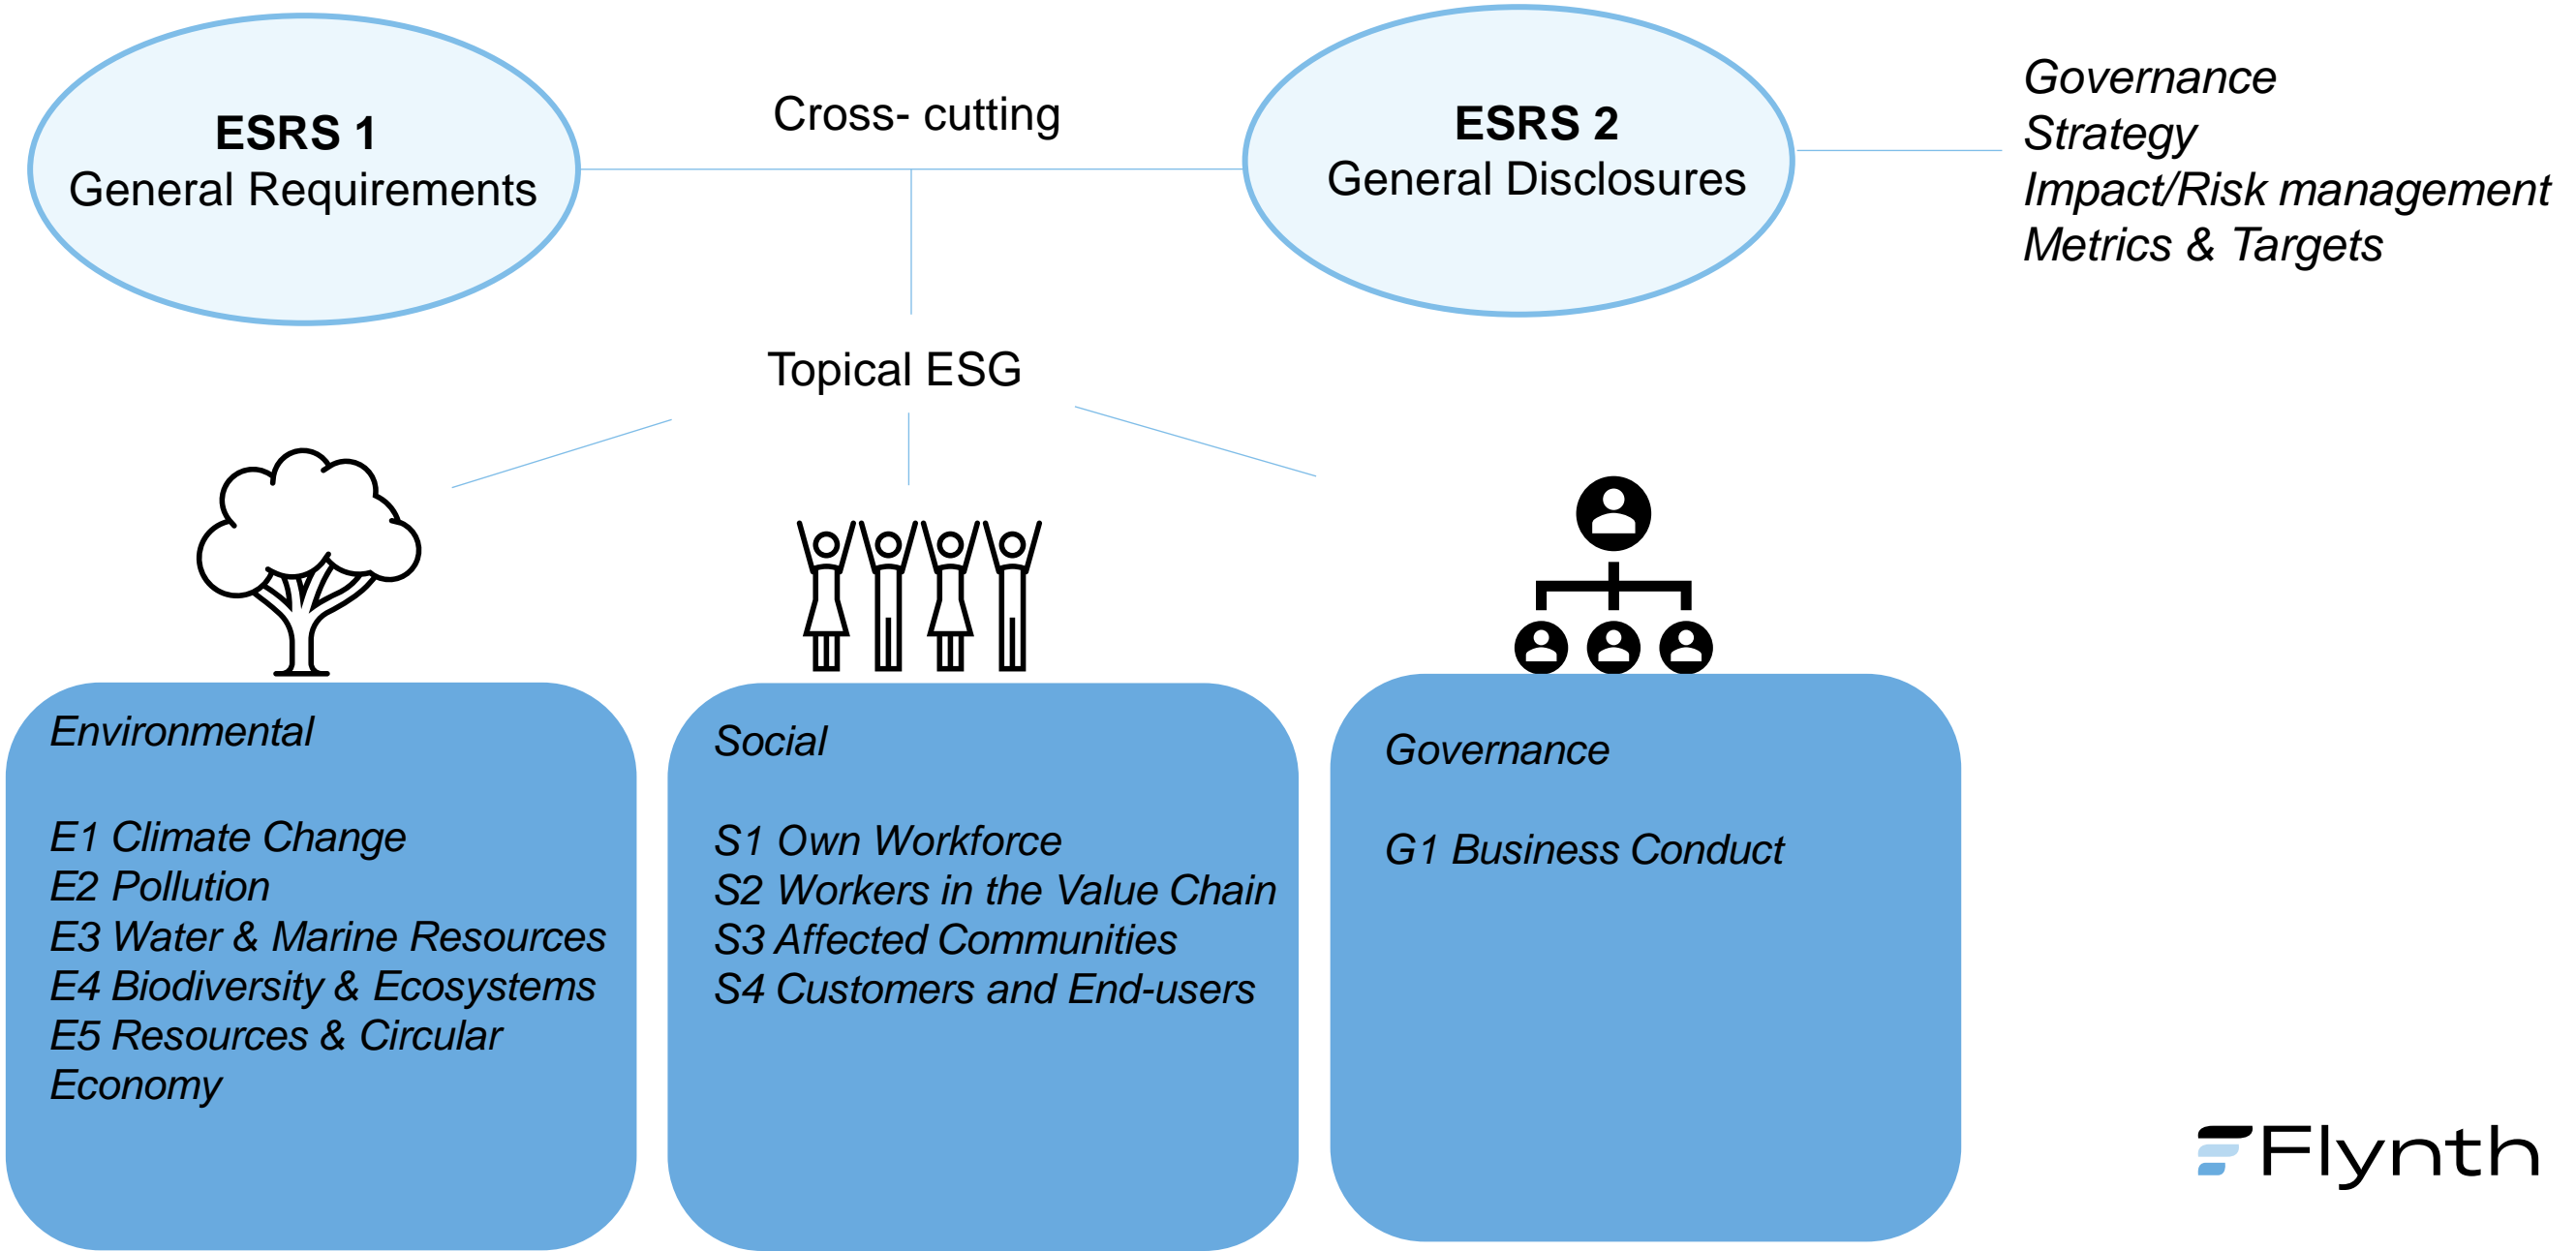 ESRS 1
General Requirements
Cross- cutting
ESRS 2
General Disclosures
Governance
Strategy
Impact/Risk management
Metrics & Targets
Topical ESG
Environmental
E1 Climate Change
E2 Pollution
E3 Water & Marine Resources
E4 Biodiversity & Ecosystems
E5 Resources & Circular
Economy
Social
S1 Own Workforce
S2 Workers in the Value Chain
S3 Affected Communities
S4 Customers and End-users
Governance
G1 Business Conduct
Flynth